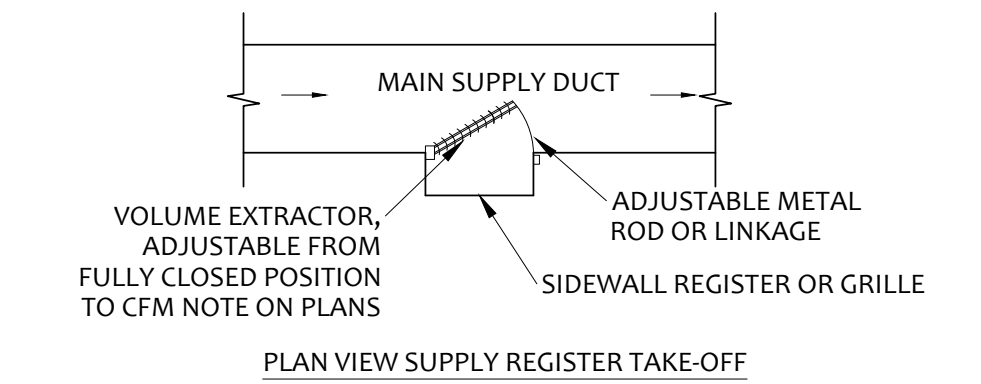 MAIN SUPPLY DUCT
VOLUME EXTRACTOR,
ADJUSTABLE FROM
FULLY CLOSED POSITION
TO CFM NOTE ON PLANS
ADJUSTABLE METAL
ROD OR LINKAGE
SIDEWALL REGISTER OR GRILLE
PLAN VIEW SUPPLY REGISTER TAKE-OFF